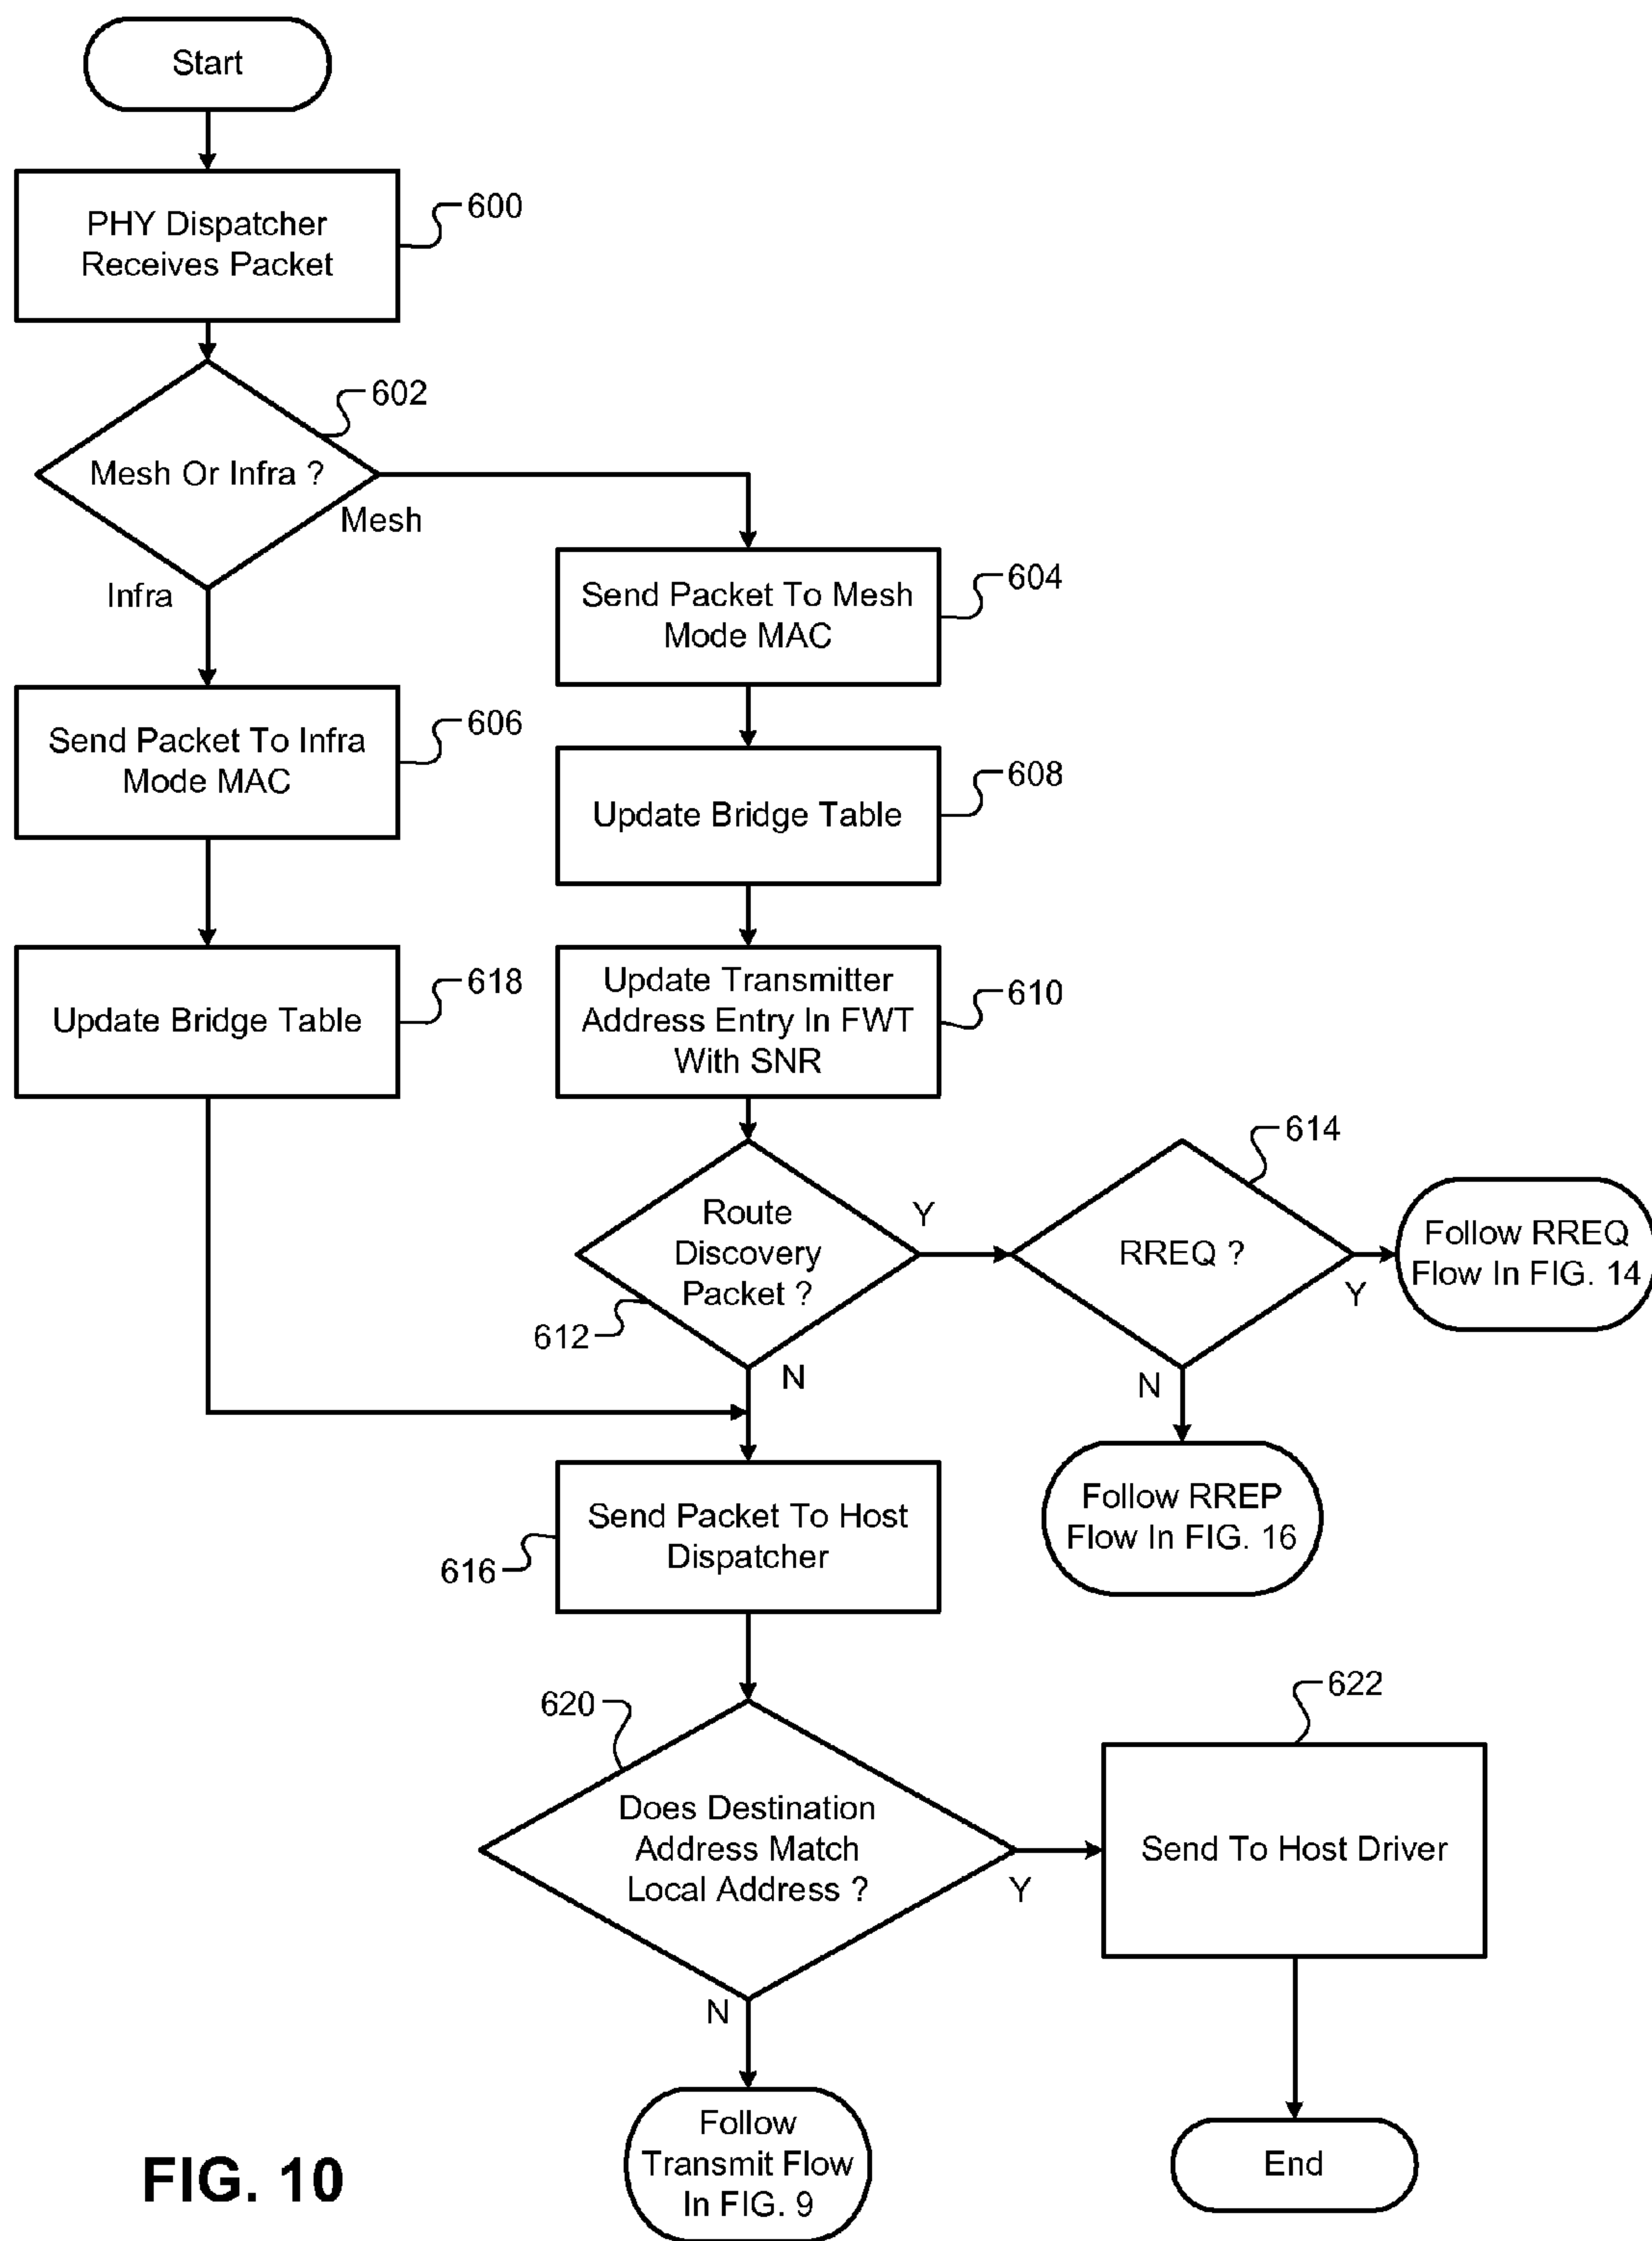 Start
PHY Dispatcher
Receives Packet
600
602
Mesh Or Infra ?
Mesh
Infra
Send Packet To Mesh
Mode MAC
604
Send Packet To Infra
Mode MAC
606
Update Bridge Table
608
Update Bridge Table
618
Update Transmitter
Address Entry In FWT
With SNR
610
Route
Discovery
Packet ?
612
Y
N
614
RREQ ?
Y
N
Follow RREQ
Flow In FIG. 14
Follow RREP
Flow In FIG. 16
Send Packet To Host
Dispatcher
616
620
Does Destination
Address Match
Local Address ?
Y
N
622
Send To Host Driver
Follow
Transmit Flow
In FIG. 9
End
FIG. 10